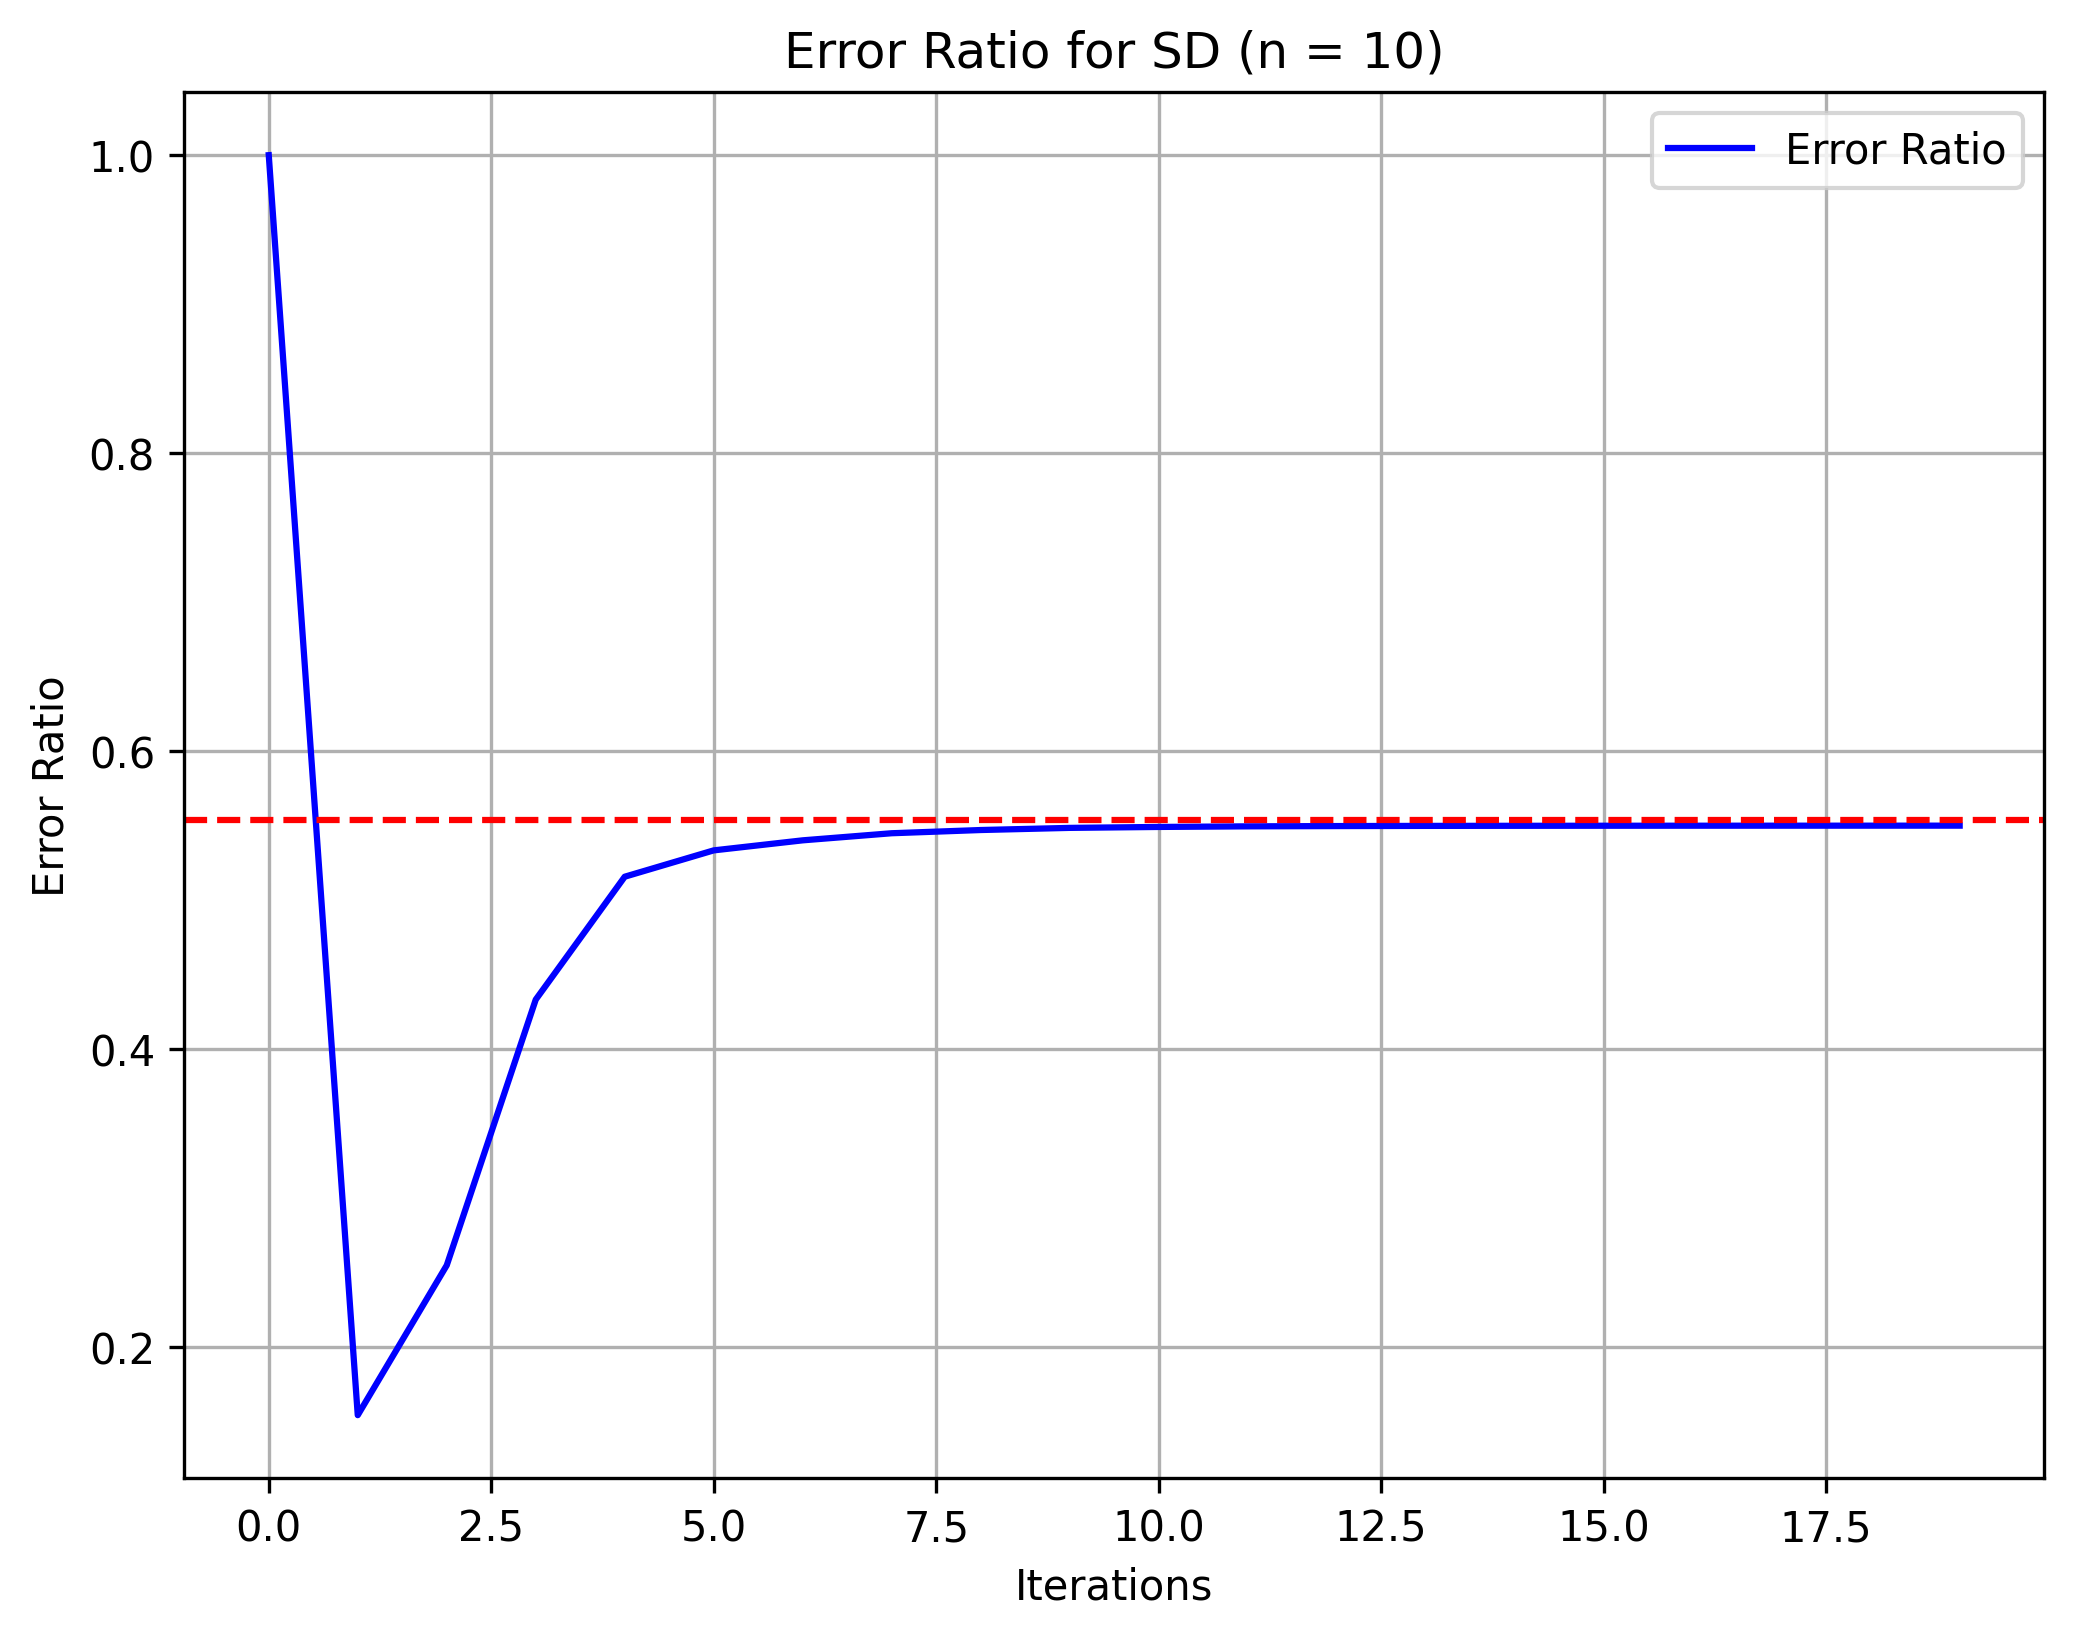 Error Ratio for SD (n = 10)
Error Ratio
1.0
0.8
0.6
0.4
0.2
Error Ratio
0.0 2.5 5.0 7.5 10.0 12.5 15.0 17.5
Iterations